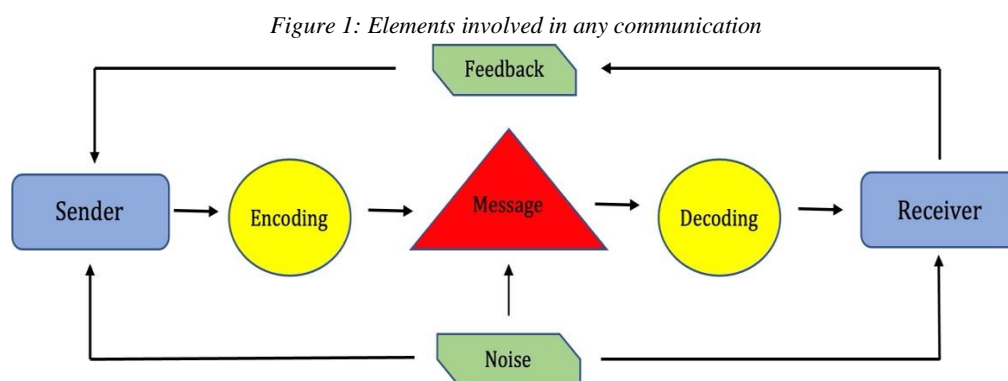 Figure 1: Elements involved in any communication
Feedback
Sender
Encoding
Message
Decoding
Receiver
Noise